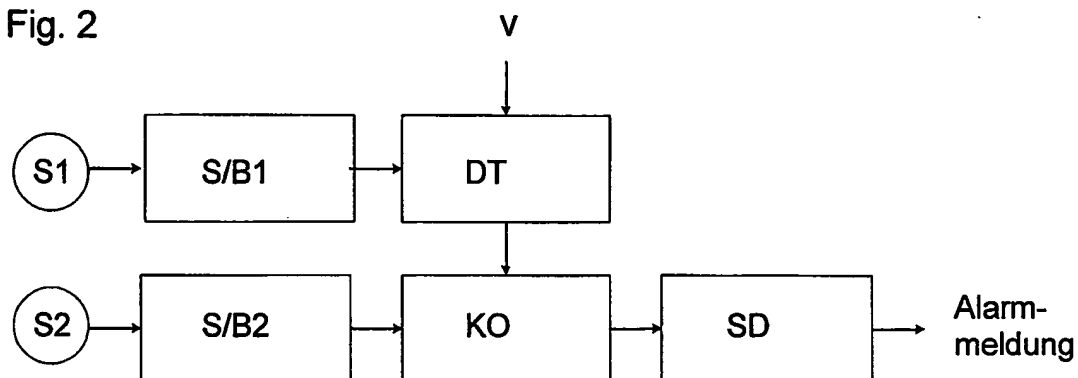 Fig. 2
v
S1
S/B1
DT
S2
S/B2
KO
SD
Alarm-
meldung